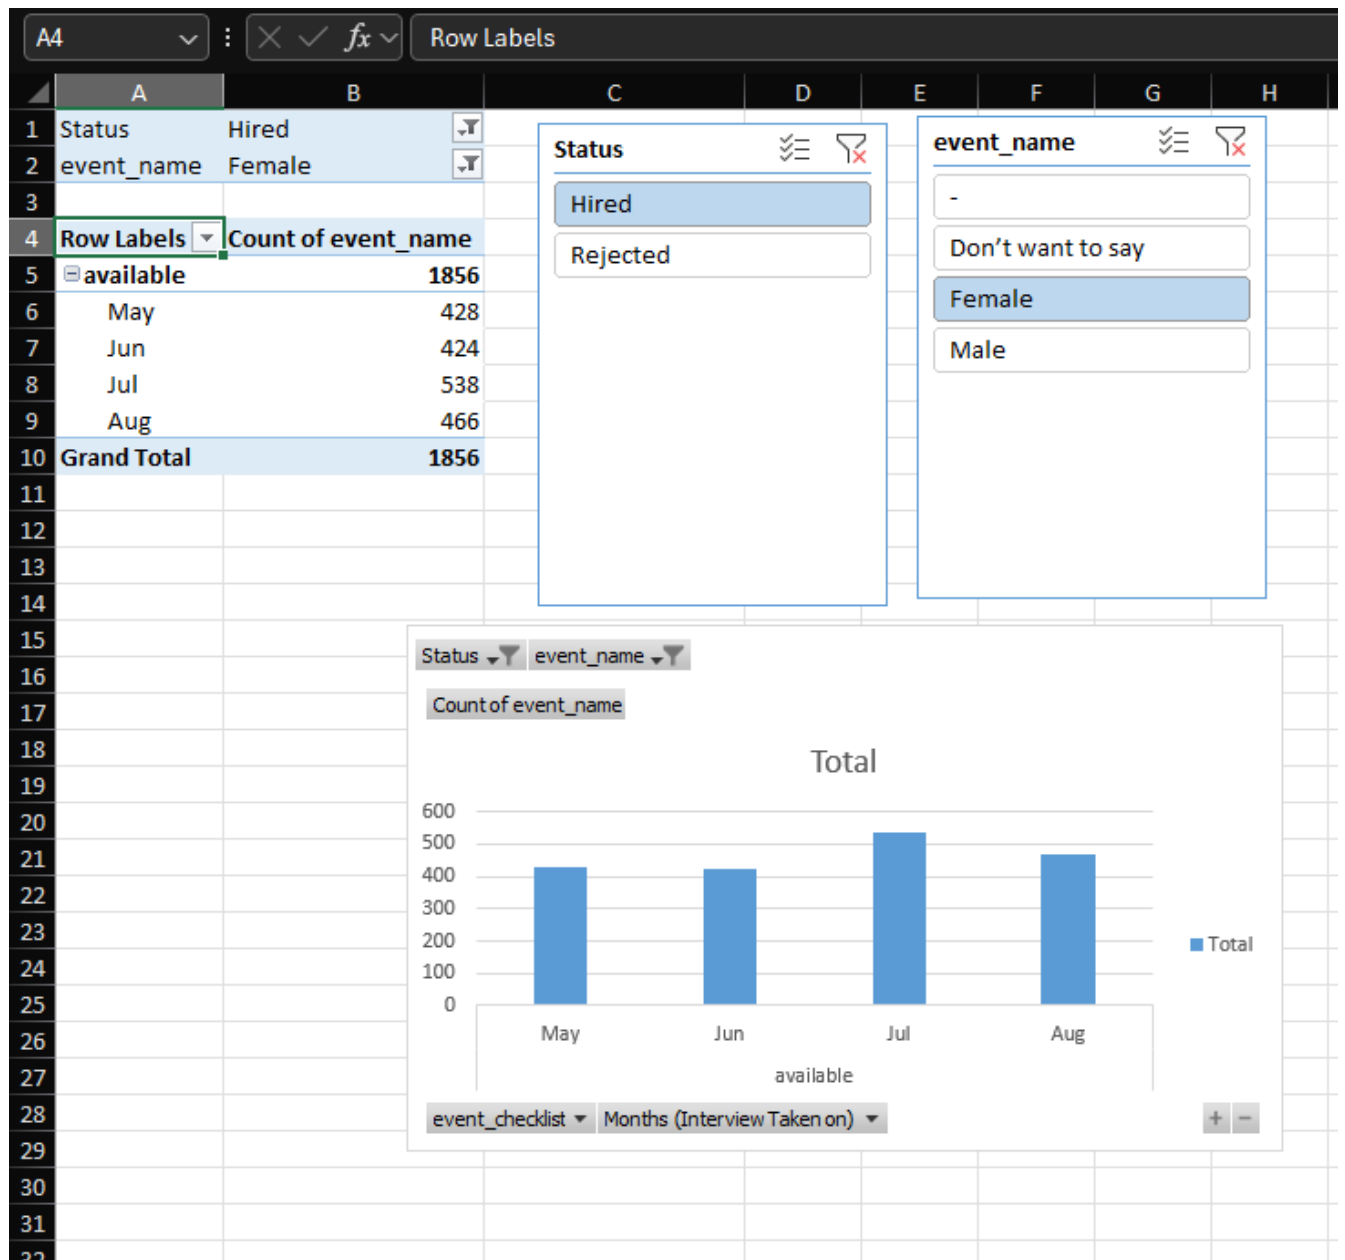 A4 fx Row Labels
A B C D E F G H
1 Status Hired
2 event_name Female
3
4 Row Labels Count of event_name
5 available 1856
6 May 428
7 Jun 424
8 Jul 538
9 Aug 466
10 Grand Total 1856
11
12
13
14
15
16
17
18
19
20
21
22
23
24
25
26
27
28
29
30
31
32
Status
Hired
Rejected
event_name
-
Don’t want to say
Female
Male
Status event_name
Count of event_name
Total
600
500
400
300
200
100
0
May Jun Jul Aug
available
Total
event_checklist Months (Interview Taken on) + -